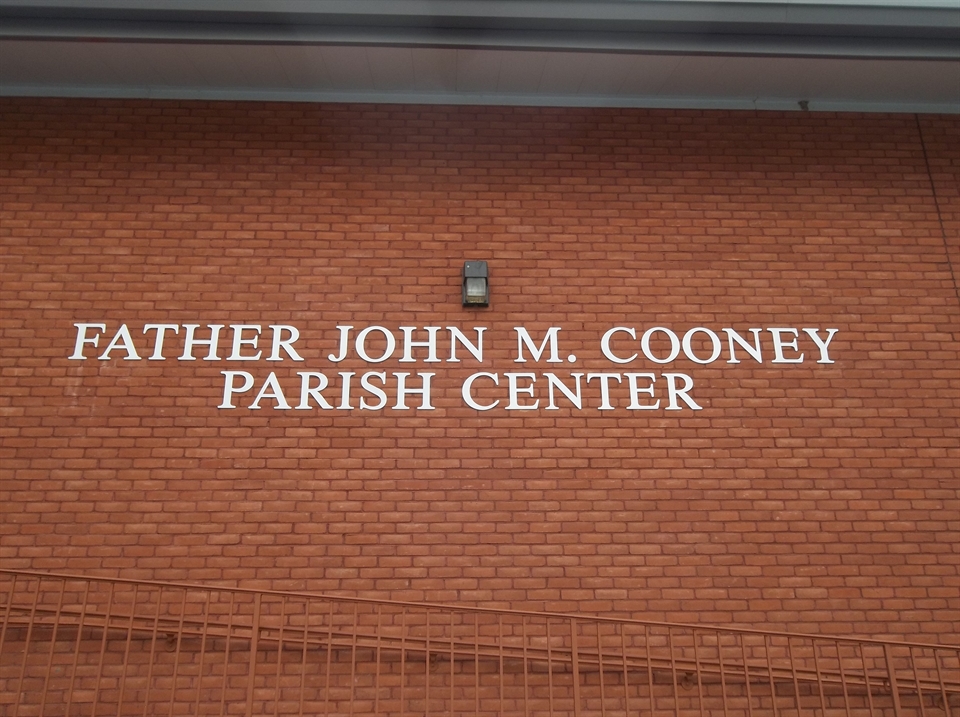 FATHER JOHN M. COONEY
PARISH CENTER